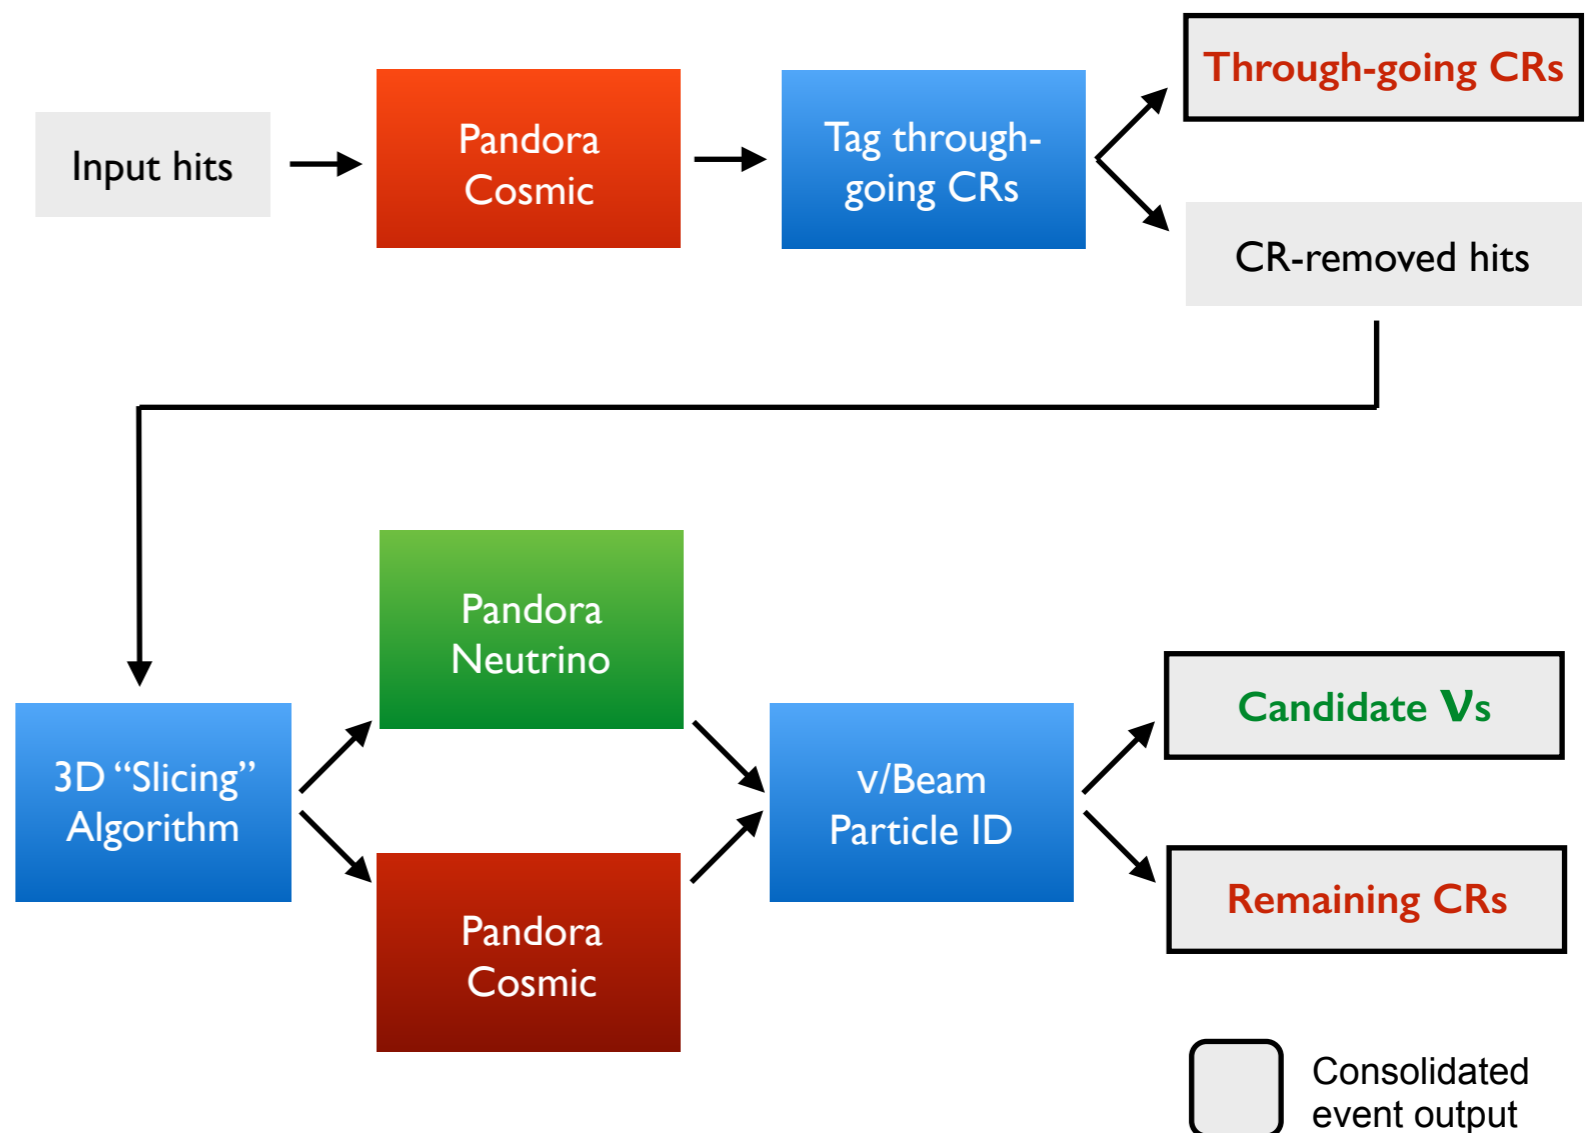 Through-going CRs
Input hits
Pandora
Cosmic
Tag through-
going CRs
CR-removed hits
Pandora
Neutrino
3D “Slicing”
Algorithm
ν/Beam
Particle ID
Candidate νs
Pandora
Cosmic
Remaining CRs
Consolidated
event output